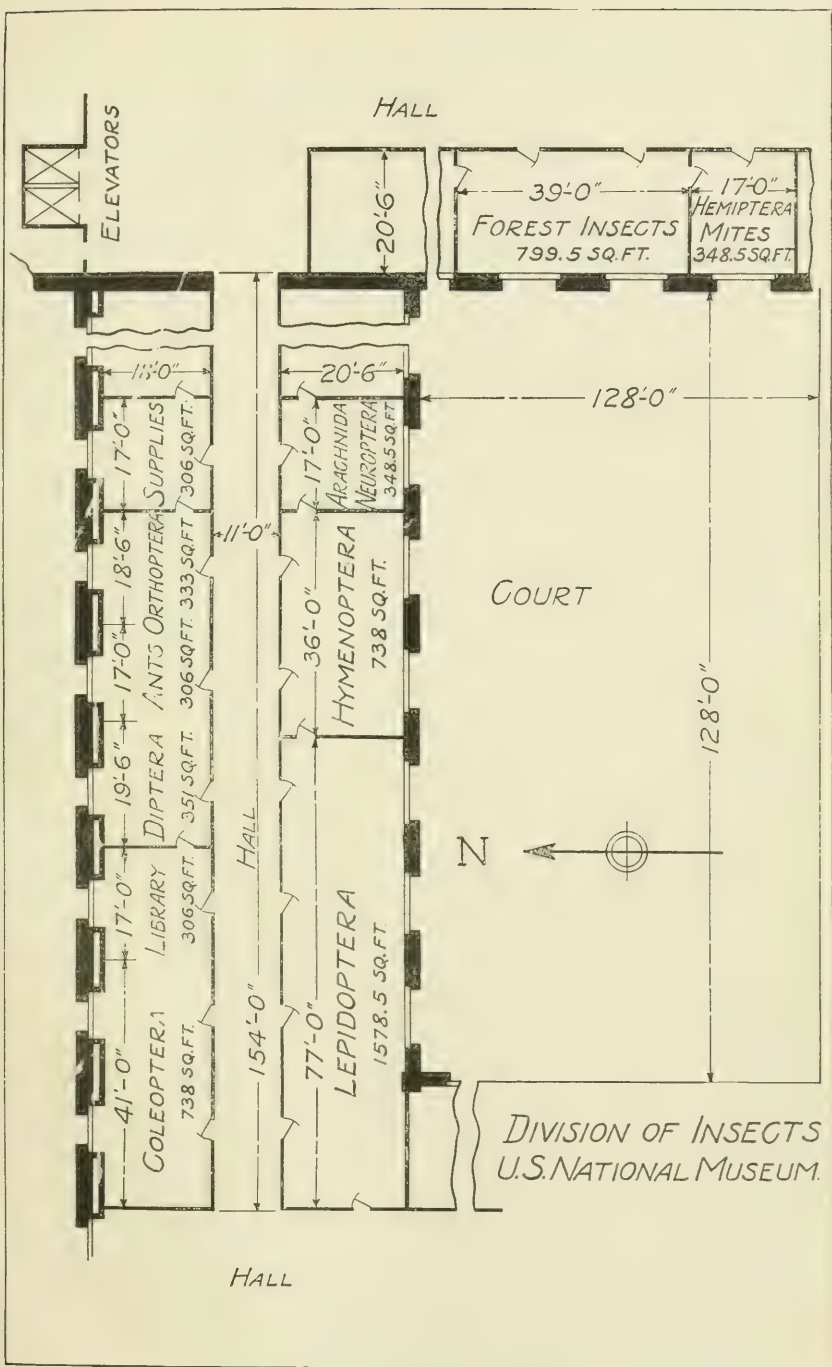 HALL
ELEVATORS
20'-6"
39'-0"
FOREST INSECTS
799.5 SQ.FT.
17'-0"
HEMIPTERA
MITES
348.5 SQ.FT.
18'-0"
20'-6"
128'-0"
17'-0"
SUPPLIES
306 SQ.FT.
18'-6"
ORTHOPTERA
333 SQ.FT.
17'-0"
ANTS
306 SQ.FT.
19'-6"
DIPTERA
351 SQ.FT.
17'-0"
LIBRARY
306 SQ.FT.
41'-0"
COLEOPTERA
738 SQ.FT.
11'-0"
HALL
154'-0"
17'-0"
ARACHNIDA
NEUROPTERA
348.5 SQ.FT.
36'-0"
HYMENOPTERA
738 SQ.FT.
77'-0"
LEPIDOPTERA
1578.5 SQ.FT.
COURT
128'-0"
N
DIVISION OF INSECTS
U.S. NATIONAL MUSEUM.
HALL